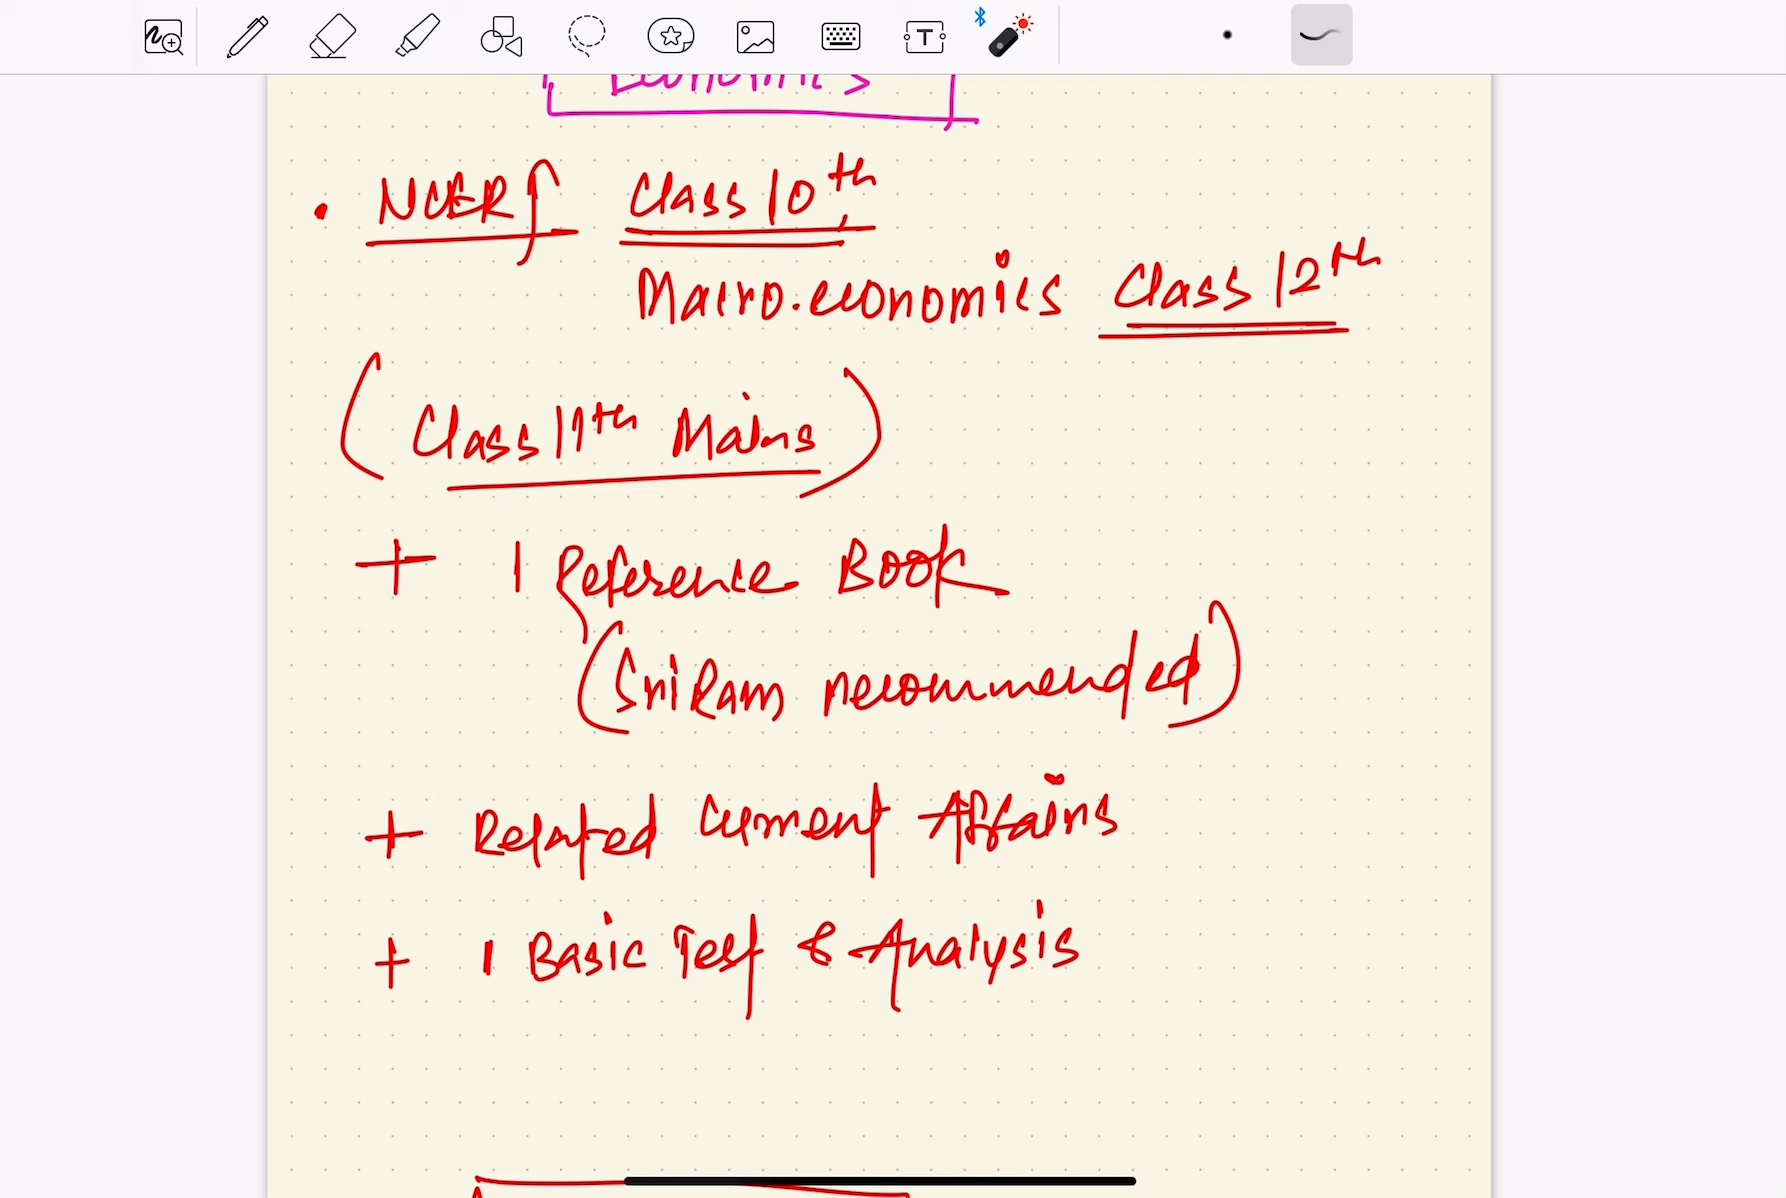 Economics
• NCERT Class 10th,
Macro.economics Class 12th
(Class 11th Mains)
+ 1 Reference Book
(SriRam recommended)
+ Related Current Affairs
+ 1 Basic Test & Analysis